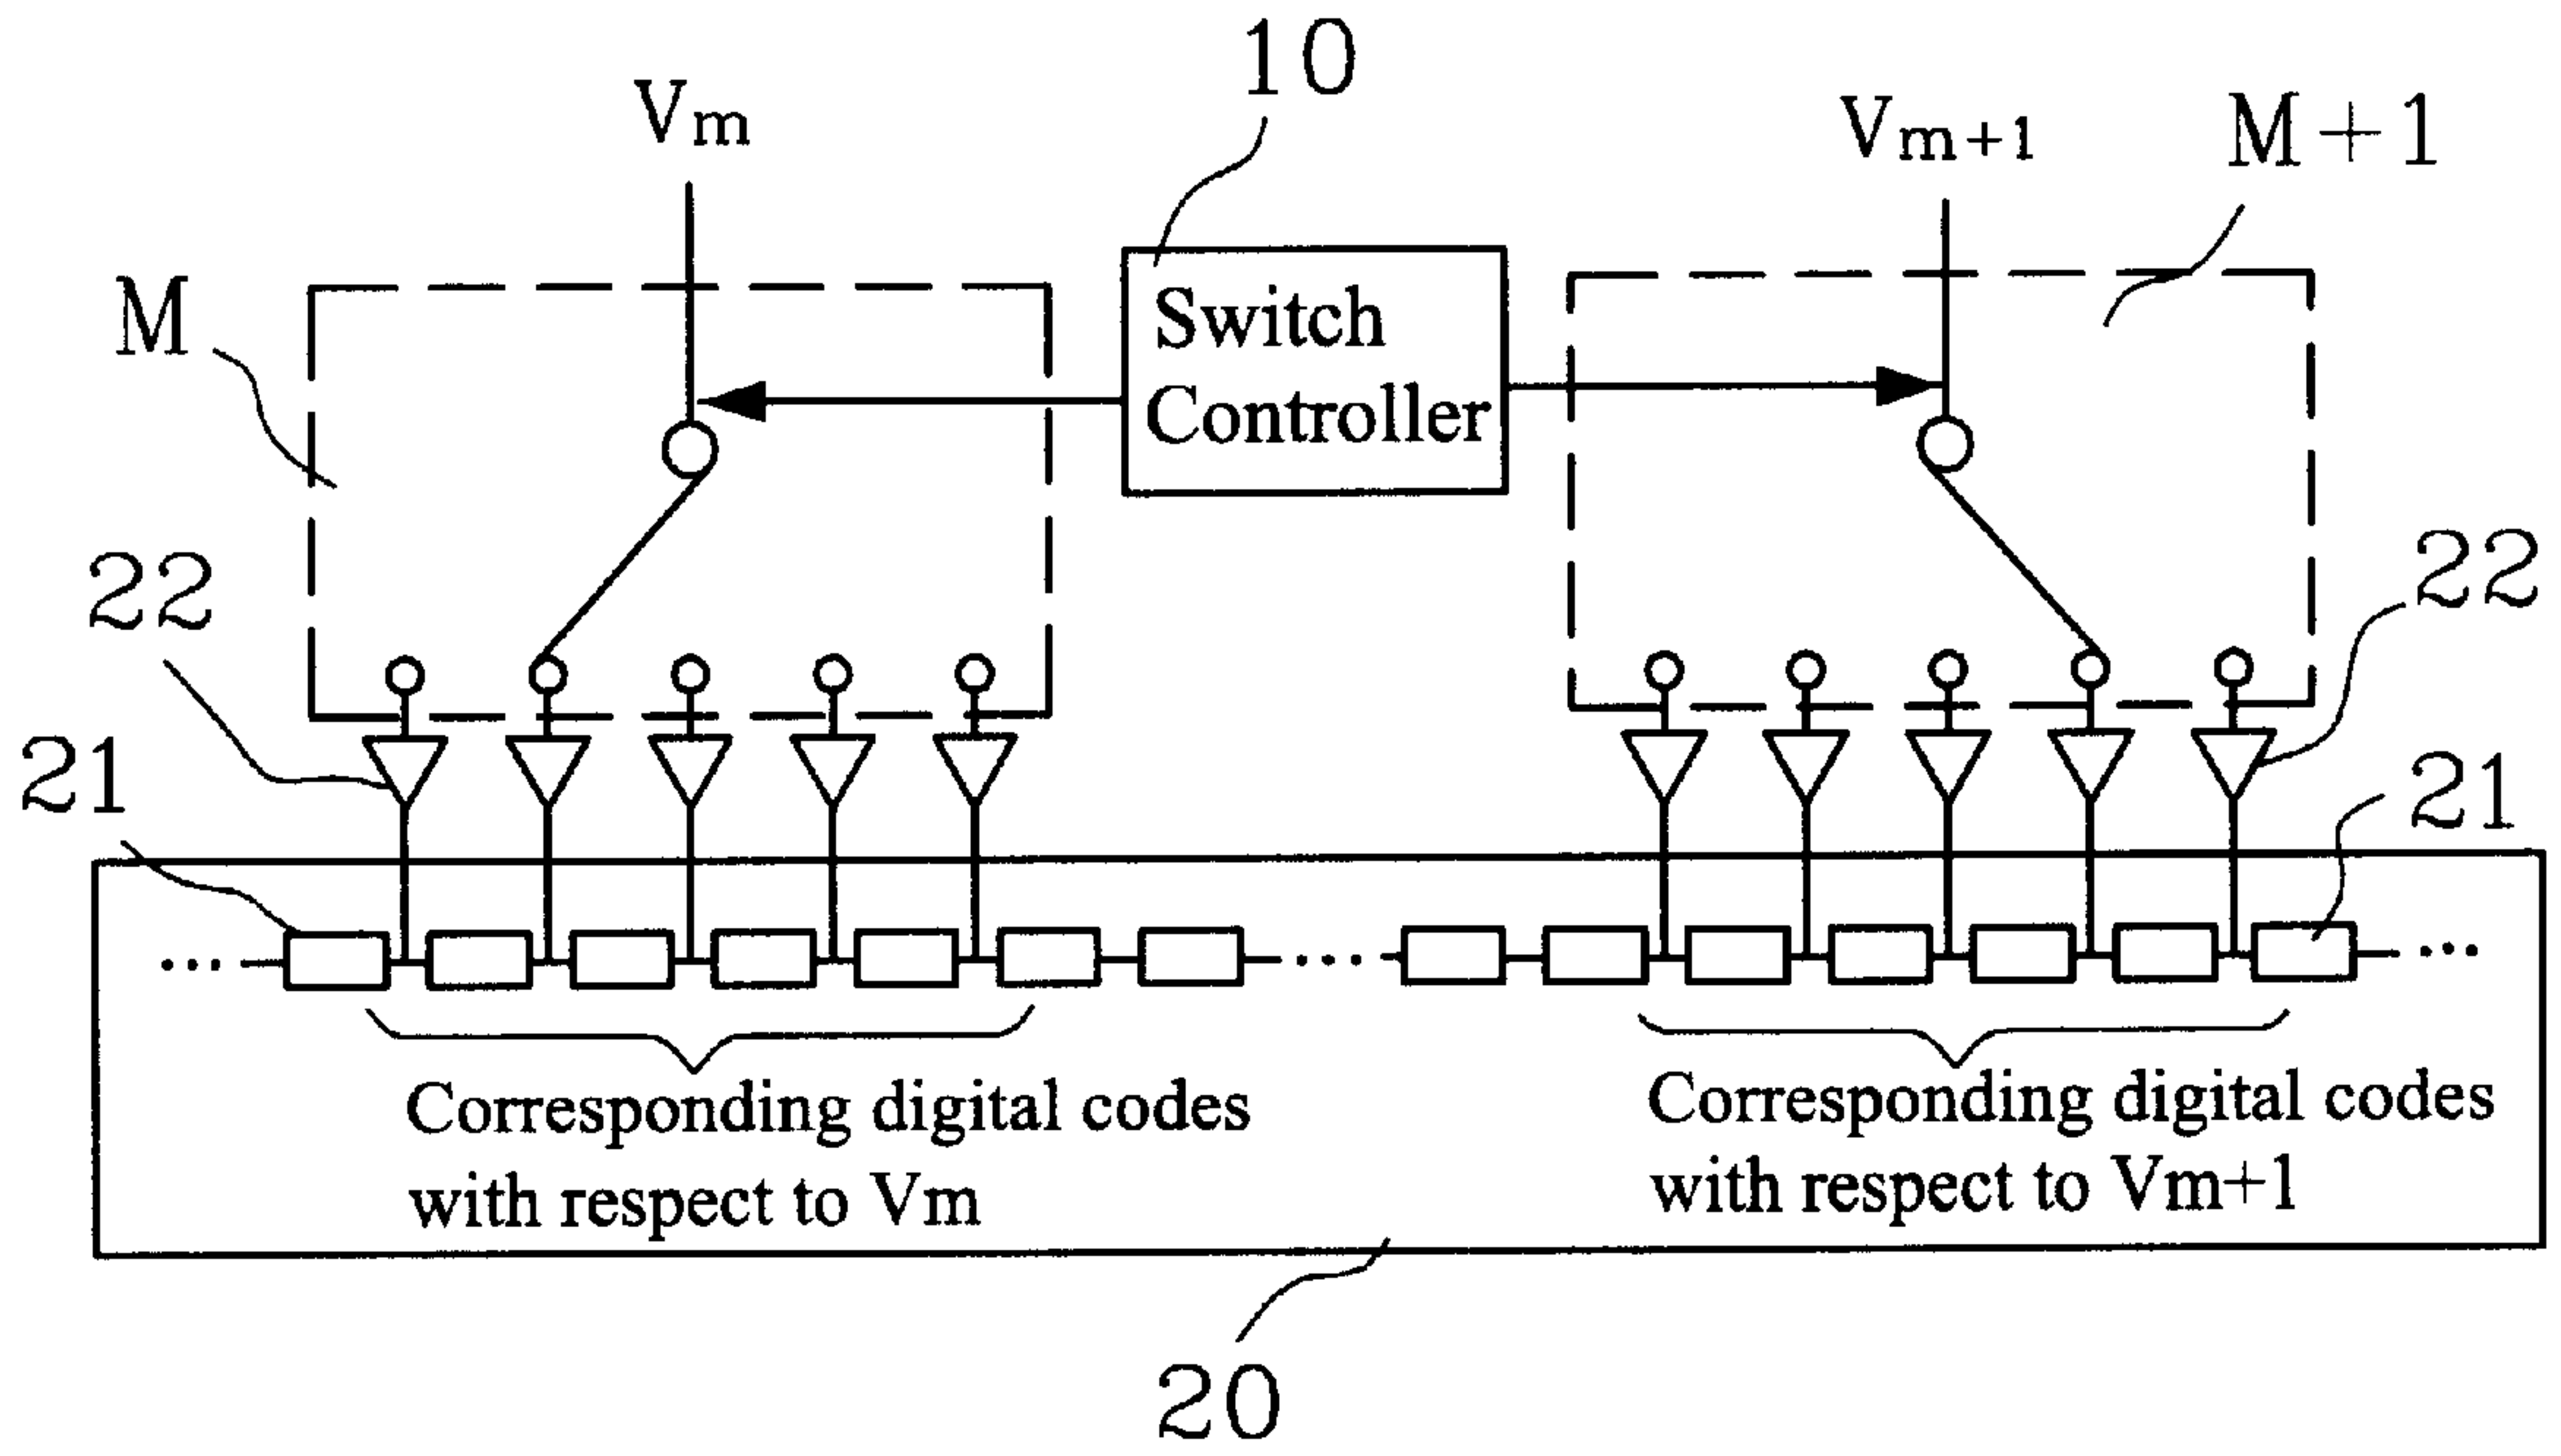 10
Vm
Vm+1
M+1
M
Switch
Controller
22
22
21
21
Corresponding digital codes
with respect to Vm
Corresponding digital codes
with respect to Vm+1
20